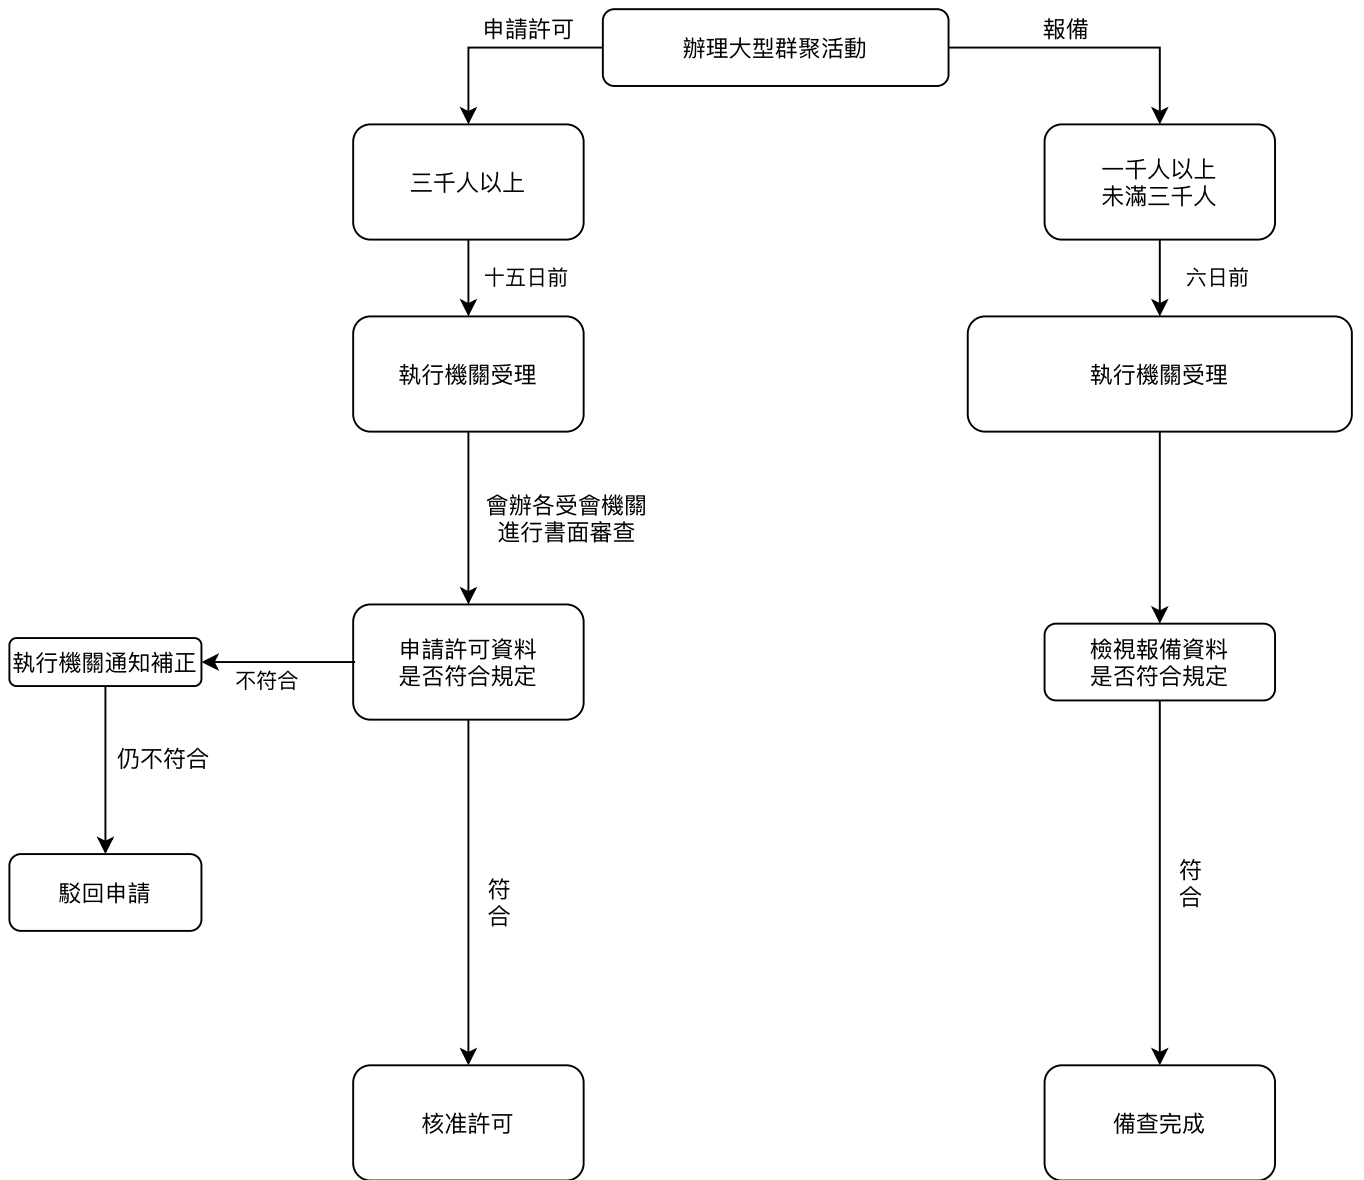 申請許可
辦理大型群聚活動
報備
三千人以上
一千人以上
未滿三千人
十五日前
六日前
執行機關受理
執行機關受理
會辦各受會機關
進行書面審查
申請許可資料
是否符合規定
檢視報備資料
是否符合規定
執行機關通知補正
不符合
仍不符合
駁回申請
符
合
符
合
核准許可
備查完成